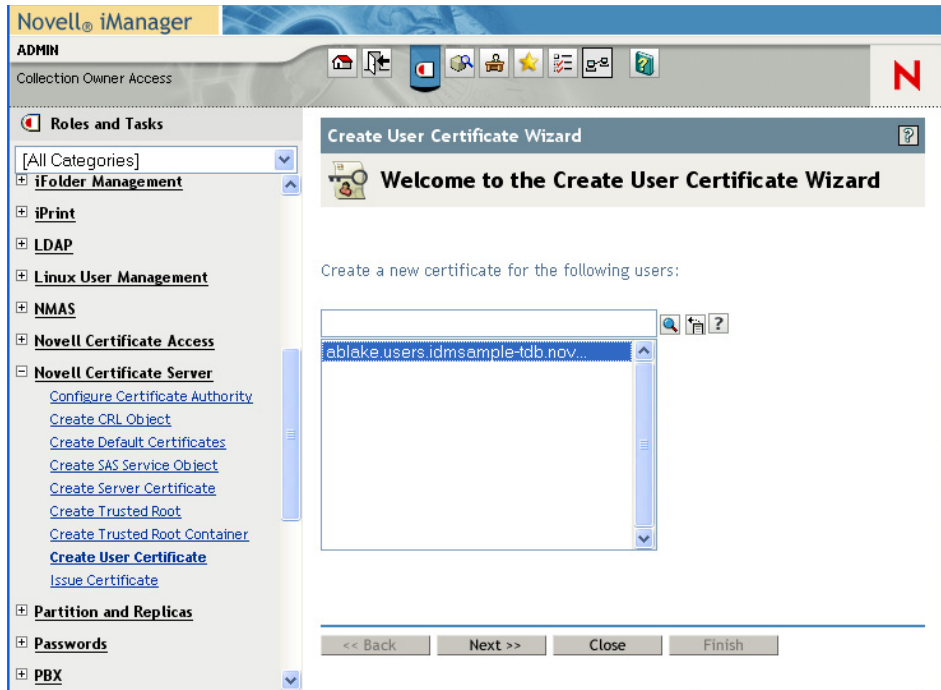 Novell® iManager
ADMIN
Collection Owner Access
N
Roles and Tasks
[All Categories]
iFolder Management
iPrint
LDAP
Linux User Management
NMAS
Novell Certificate Access
Novell Certificate Server
Configure Certificate Authority
Create CRL Object
Create Default Certificates
Create SAS Service Object
Create Server Certificate
Create Trusted Root
Create Trusted Root Container
Create User Certificate
Issue Certificate
Partition and Replicas
Passwords
PBX
Create User Certificate Wizard
?
Welcome to the Create User Certificate Wizard
Create a new certificate for the following users:
?
ablake.users.idmsample-tdb.nov...
<< Back Next >> Close Finish